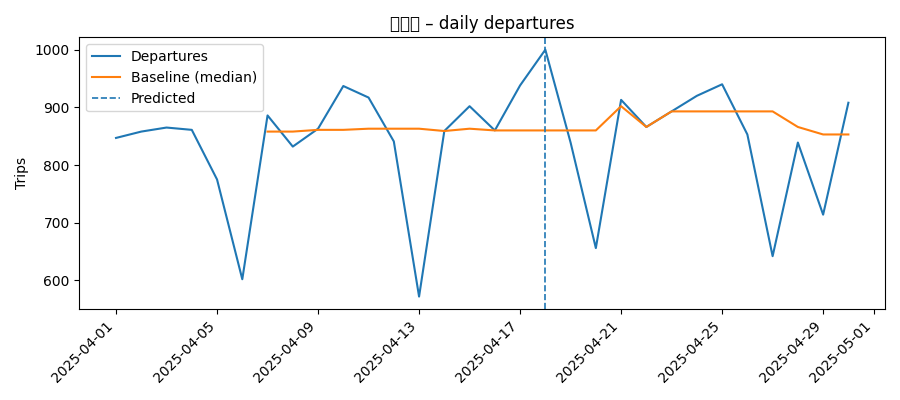 – daily departures
Departures
Baseline (median)
Predicted
Trips
1000
900
800
700
600
2025-04-01
2025-04-05
2025-04-09
2025-04-13
2025-04-17
2025-04-21
2025-04-25
2025-04-29
2025-05-01